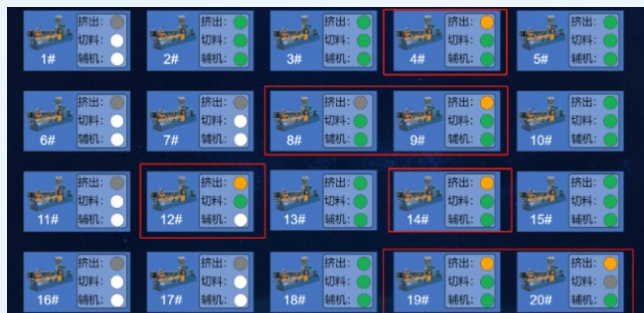 挤出：
切料：
1# 辅机：
挤出：
切料：
2# 辅机：
挤出：
切料：
3# 辅机：
挤出：
切料：
4# 辅机：
挤出：
切料：
5# 辅机：
挤出：
切料：
6# 辅机：
挤出：
切料：
7# 辅机：
挤出：
切料：
8# 辅机：
挤出：
切料：
9# 辅机：
挤出：
切料：
10# 辅机：
挤出：
切料：
11# 辅机：
挤出：
切料：
12# 辅机：
挤出：
切料：
13# 辅机：
挤出：
切料：
14# 辅机：
挤出：
切料：
15# 辅机：
挤出：
切料：
16# 辅机：
挤出：
切料：
17# 辅机：
挤出：
切料：
18# 辅机：
挤出：
切料：
19# 辅机：
挤出：
切料：
20# 辅机：